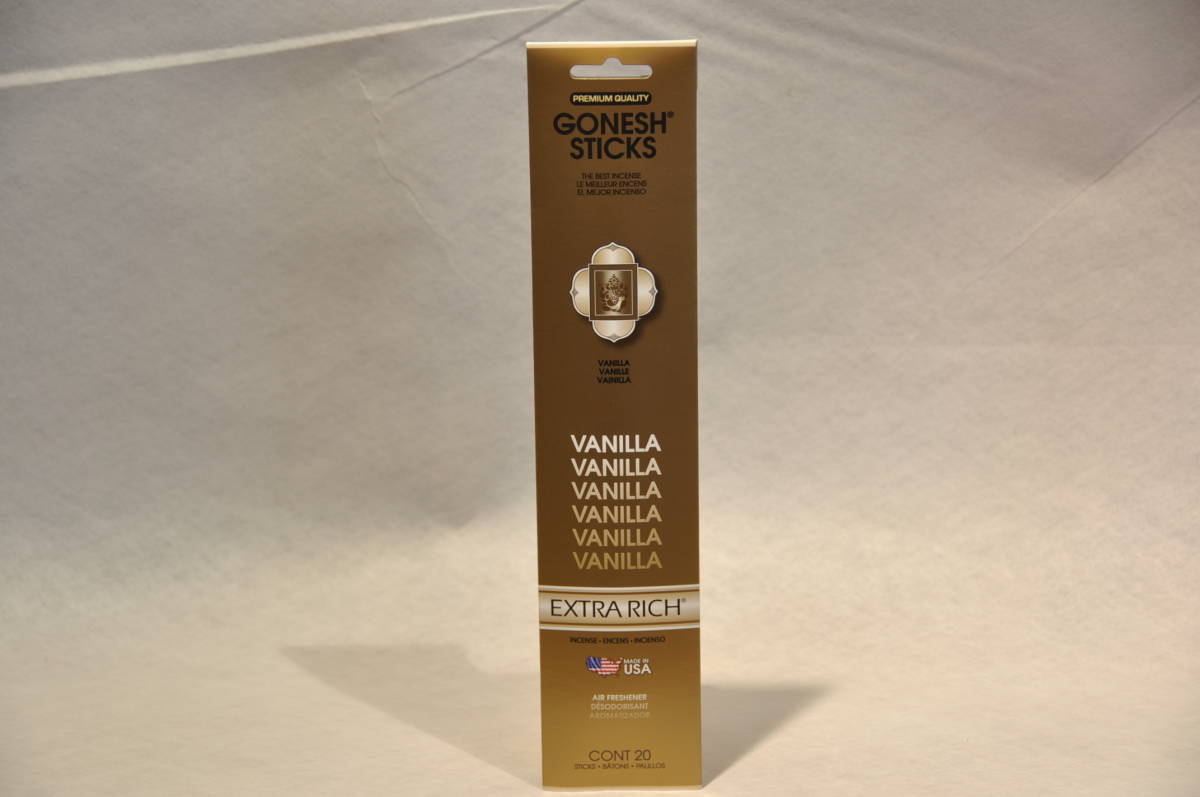 PREMIUM QUALITY
GONESH®
STICKS
THE BEST INCENSE
LE MEILLEUR ENCENS
EL MEJOR INCIENSO
VANILLA
VANILLE
VAINILLA
VANILLA
VANILLA
VANILLA
VANILLA
VANILLA
VANILLA
EXTRA RICH®
INCENSE • ENCENS • INCIENSO
MADE IN
USA
AIR FRESHENER
DÉSODORISANT
AROMATIZADOR
CONT 20
STICKS • BÂTONS • PALILLOS